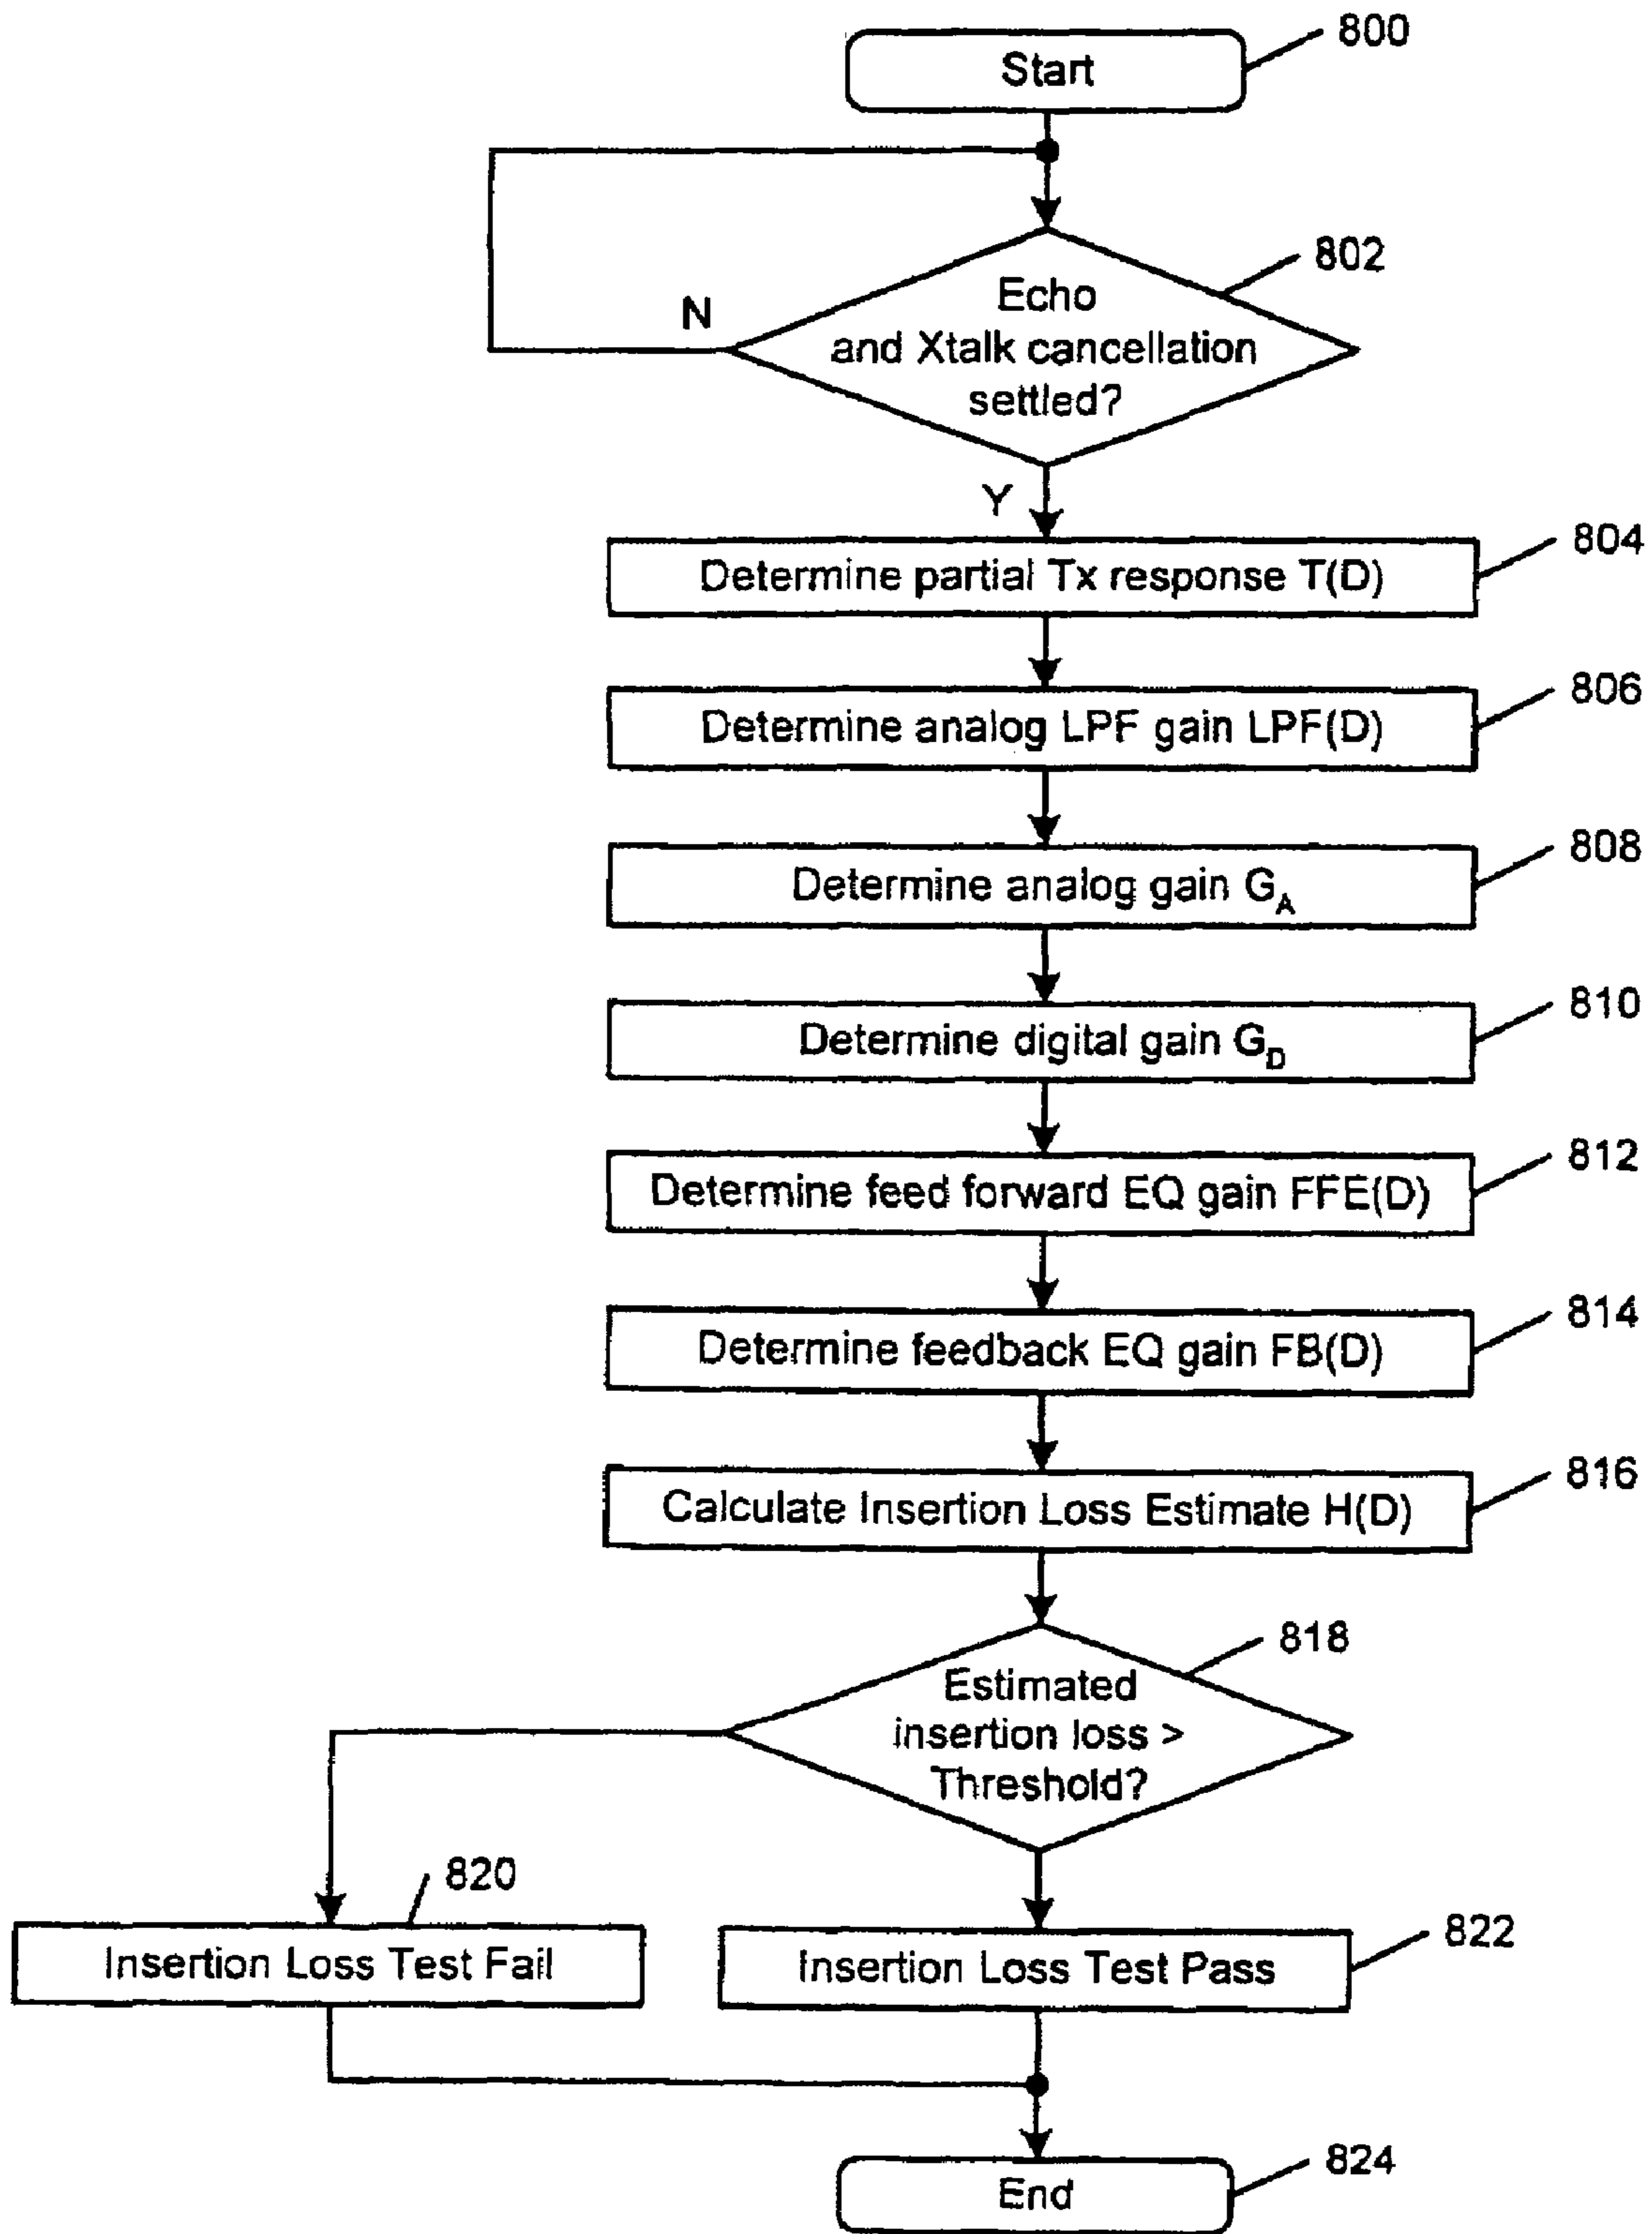 800
Start
802
Echo
and Xtalk cancellation
settled?
N
Y
804
Determine partial Tx response T(D)
806
Determine analog LPF gain LPF(D)
808
Determine analog gain G_A
810
Determine digital gain G_D
812
Determine feed forward EQ gain FFE(D)
814
Determine feedback EQ gain FB(D)
816
Calculate Insertion Loss Estimate H(D)
818
Estimated
insertion loss >
Threshold?
820
Insertion Loss Test Fail
822
Insertion Loss Test Pass
824
End